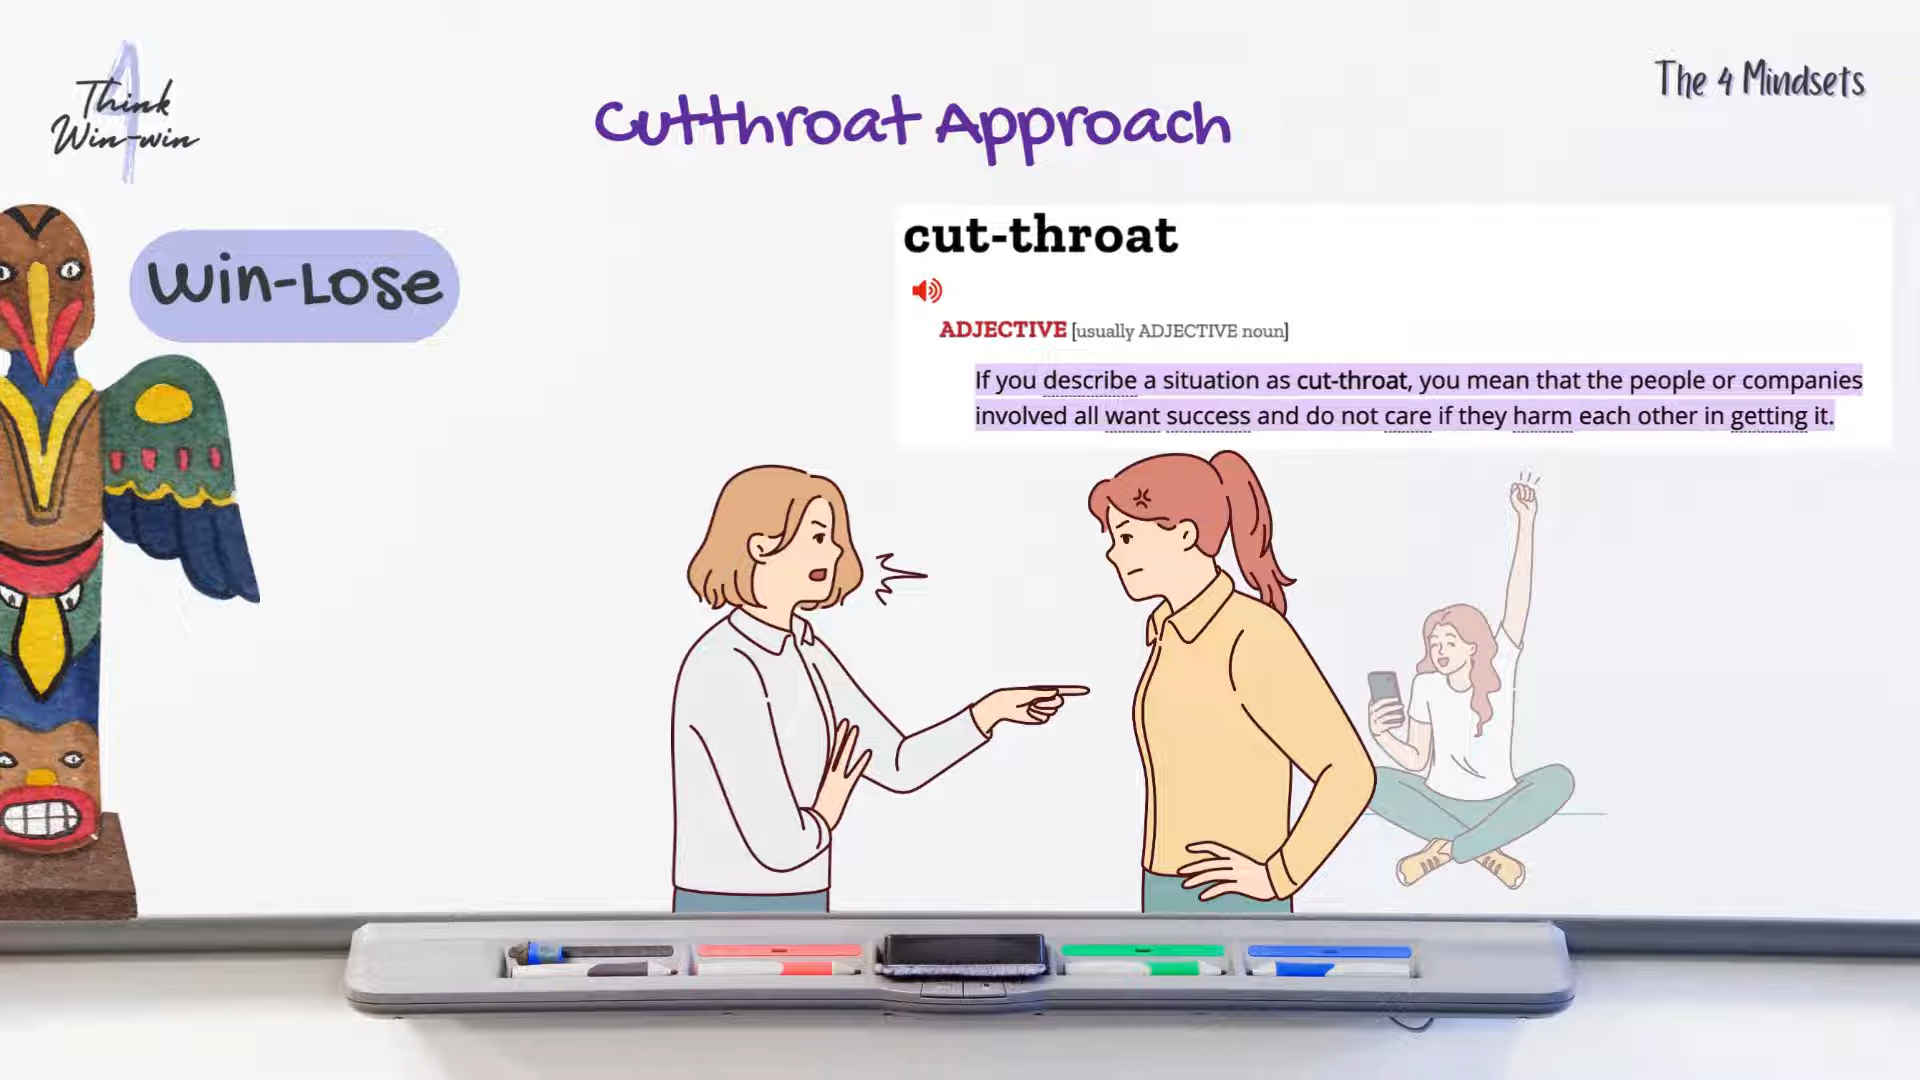 4
Think
Win-win
The 4 Mindsets
Cutthroat Approach
Win-Lose
cut-throat
ADJECTIVE [usually ADJECTIVE noun]
If you describe a situation as cut-throat, you mean that the people or companies
involved all want success and do not care if they harm each other in getting it.